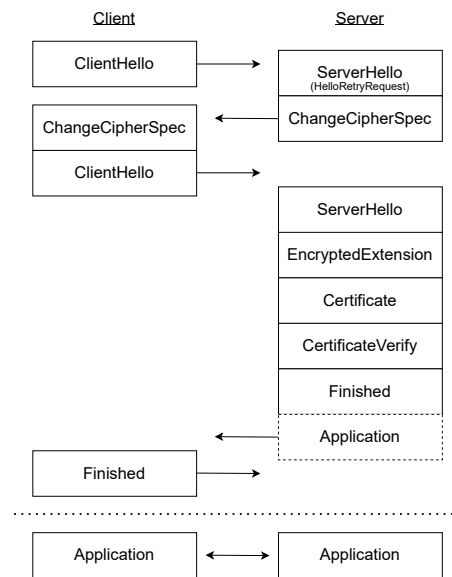 Client
Server
ClientHello
ServerHello
(HelloRetryRequest)
ChangeCipherSpec
ChangeCipherSpec
ClientHello
ServerHello
EncryptedExtension
Certificate
CertificateVerify
Finished
Application
Finished
Application
Application